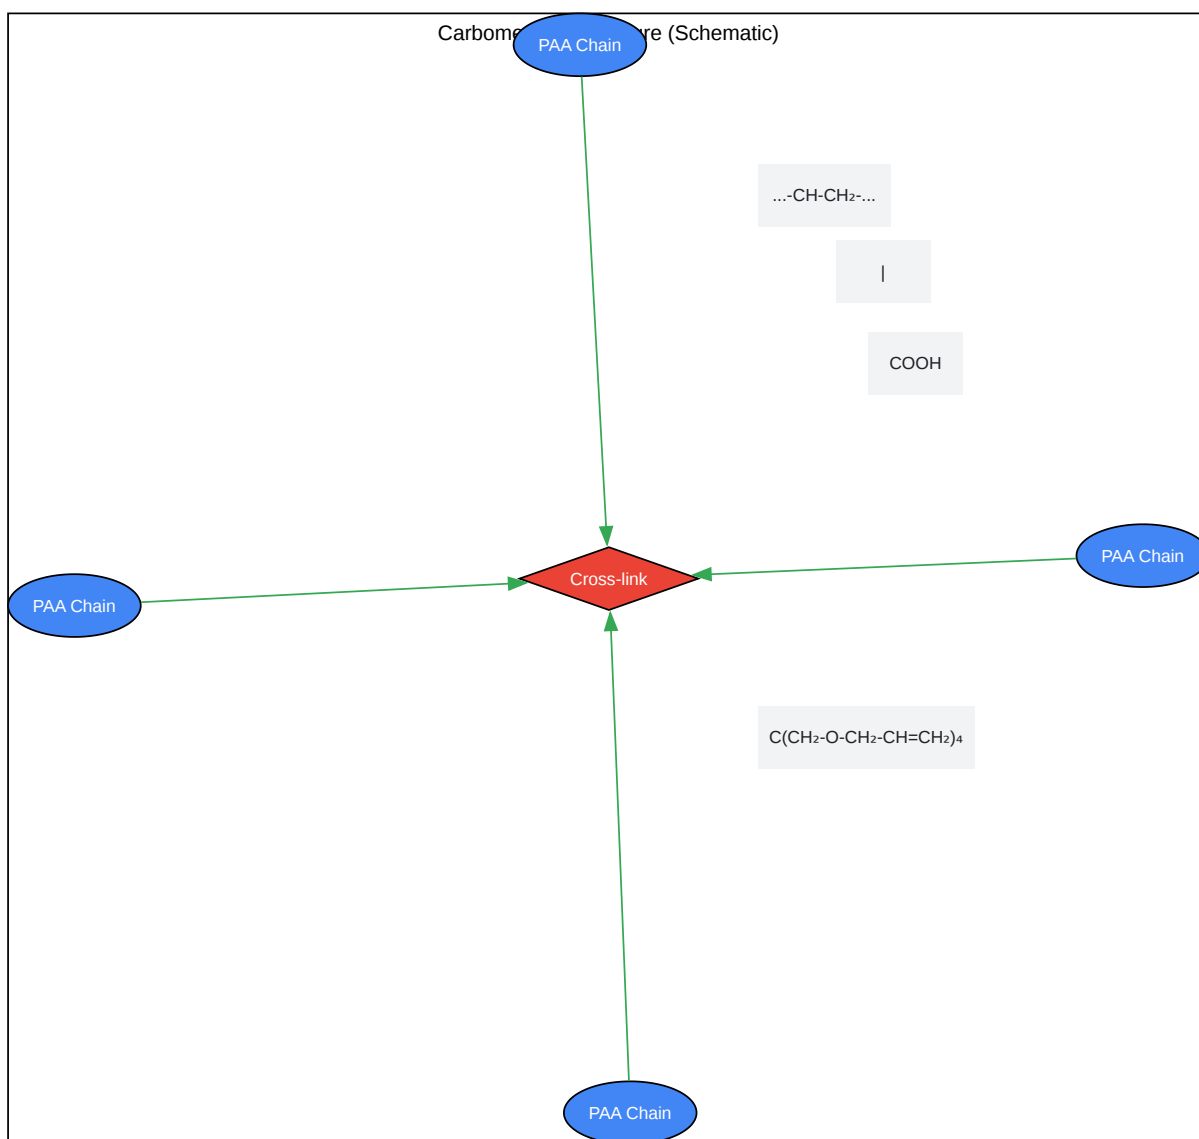 Carbome re (Schematic)
PAA Chain
...-CH-CH₂-...
|
COOH
PAA Chain
Cross-link
PAA Chain
C(CH₂-O-CH₂-CH=CH₂)₄
PAA Chain